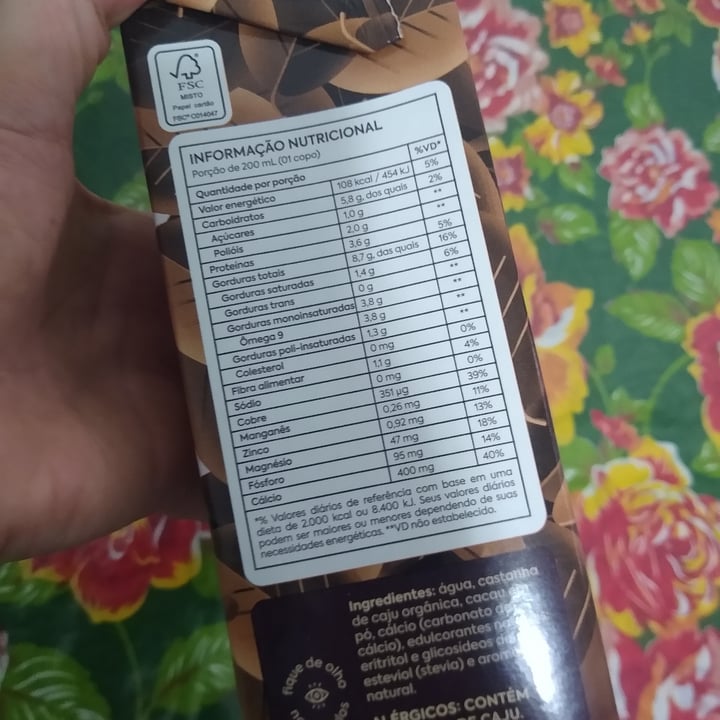 FSC
MISTO
Papel cartão
FSC® C014047
INFORMAÇÃO NUTRICIONAL
Porção de 200 mL (01 copo)
Quantidade por porção %VD*
Valor energético 108 kcal / 454 kJ 5%
Carboidratos 5,8 g, dos quais 2%
Açúcares 1,0 g **
Polióis 2,0 g **
Proteínas 3,6 g 5%
Gorduras totais 8,7 g, das quais 16%
Gorduras saturadas 1,4 g 6%
Gorduras trans 0 g **
Gorduras monoinsaturadas 3,8 g **
Ômega 9 3,8 g **
Gorduras poli-insaturadas 1,3 g **
Colesterol 0 mg 0%
Fibra alimentar 1,1 g 4%
Sódio 0 mg 0%
Cobre 351 µg 39%
Manganês 0,26 mg 11%
Zinco 0,92 mg 13%
Magnésio 47 mg 18%
Fósforo 95 mg 14%
Cálcio 400 mg 40%
*% Valores diários de referência com base em uma
dieta de 2.000 kcal ou 8.400 kJ. Seus valores diários
podem ser maiores ou menores dependendo de suas
necessidades energéticas. **VD não estabelecido.
Ingredientes: água, castanha
de caju orgânica, cacau em
pó, cálcio (carbonato de
cálcio), edulcorantes
eritritol e glicosídeos de
esteviol (stevia) e aroma
natural.
ALÉRGICOS: CONTÉM
DE CAJU.
fique de olho